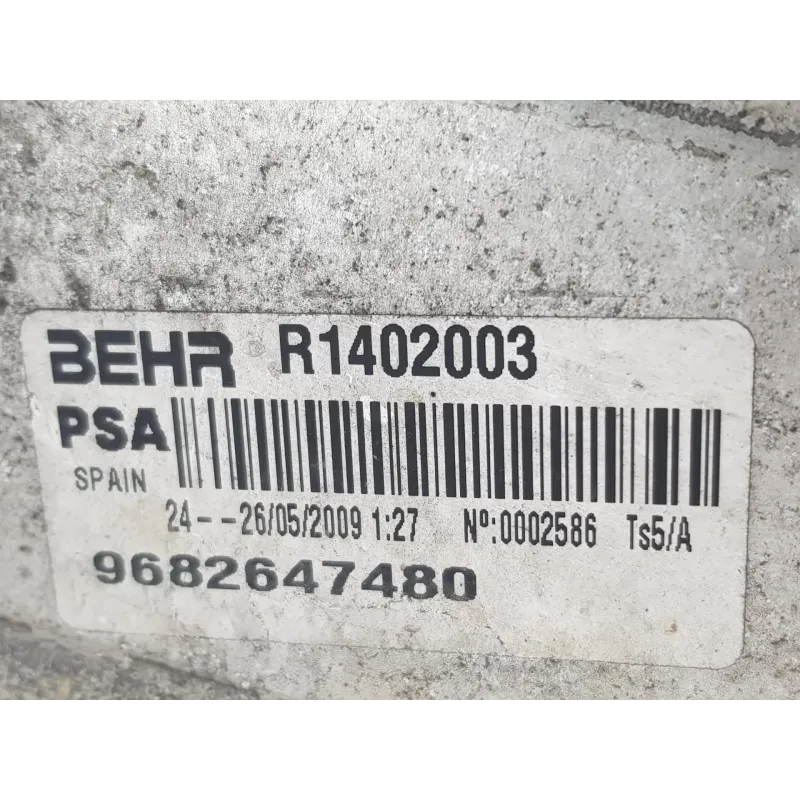 BEHR R1402003
PSA
SPAIN
24--26/05/2009 1:27 Nº:0002586 Ts5/A
9682647480